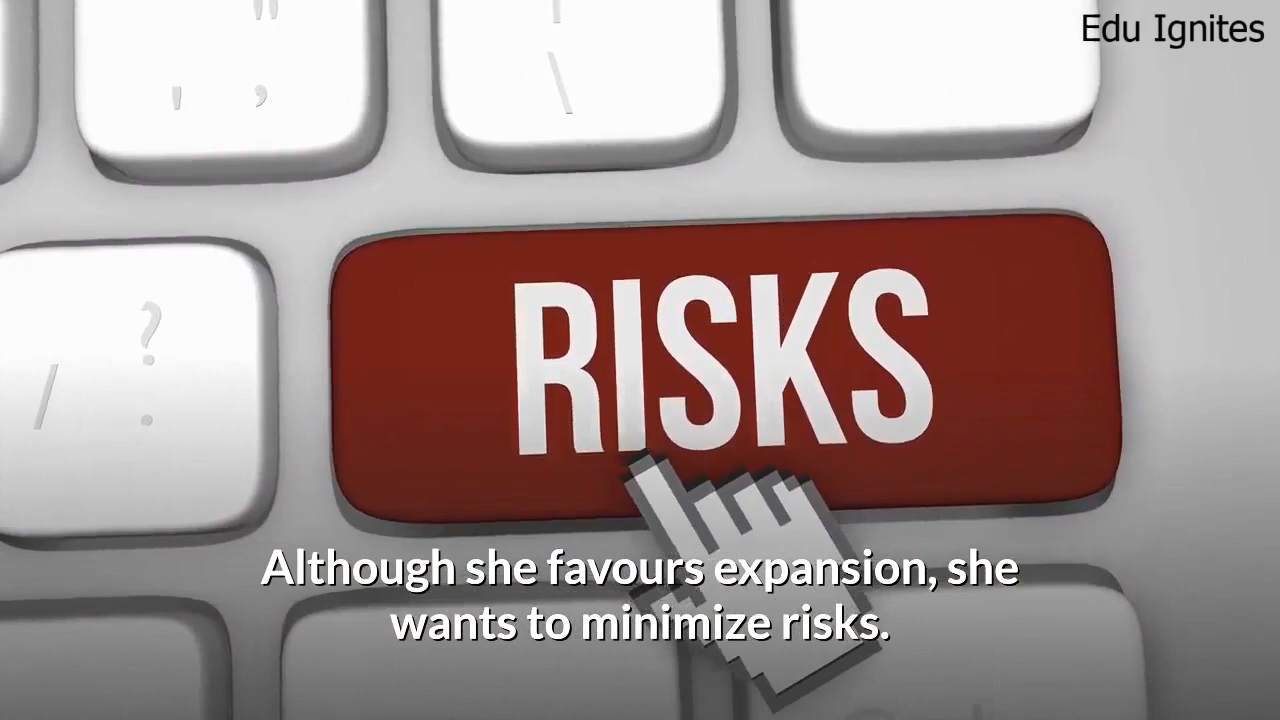 Edu Ignites
" |
' , \
RISKS
?
/ .
Although she favours expansion, she
wants to minimize risks.